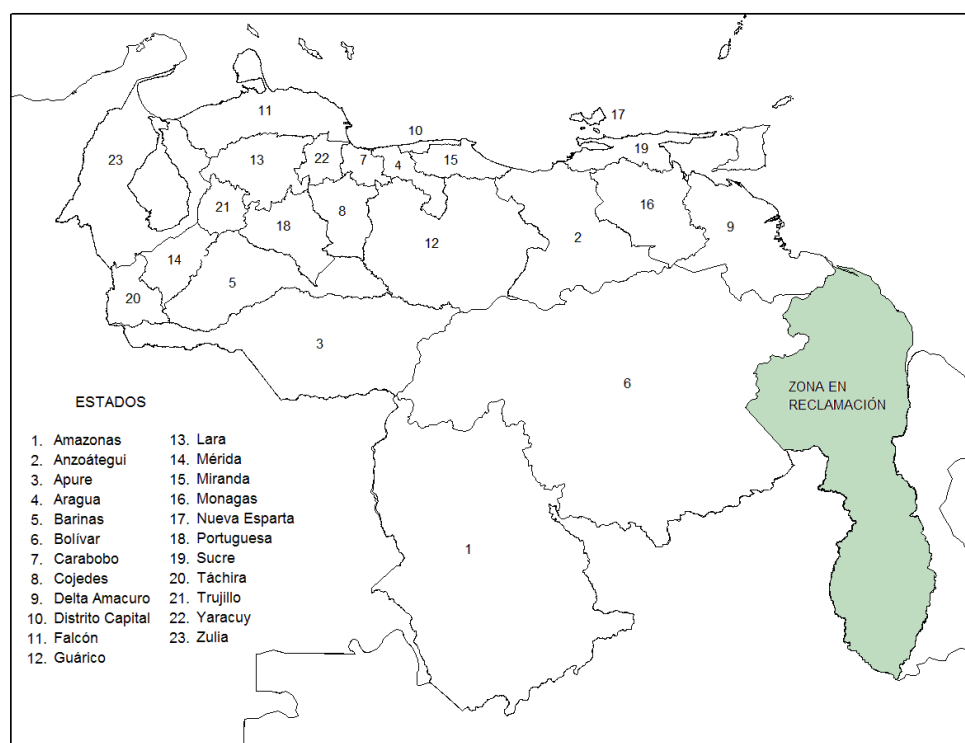 17
11
10
23
13
22
7
4
15
19
21
18
8
16
12
2
9
14
5
20
3
6
ZONA EN
RECLAMACIÓN
1
ESTADOS
1. Amazonas
2. Anzoátegui
3. Apure
4. Aragua
5. Barinas
6. Bolívar
7. Carabobo
8. Cojedes
9. Delta Amacuro
10. Distrito Capital
11. Falcón
12. Guárico
13. Lara
14. Mérida
15. Miranda
16. Monagas
17. Nueva Esparta
18. Portuguesa
19. Sucre
20. Táchira
21. Trujillo
22. Yaracuy
23. Zulia